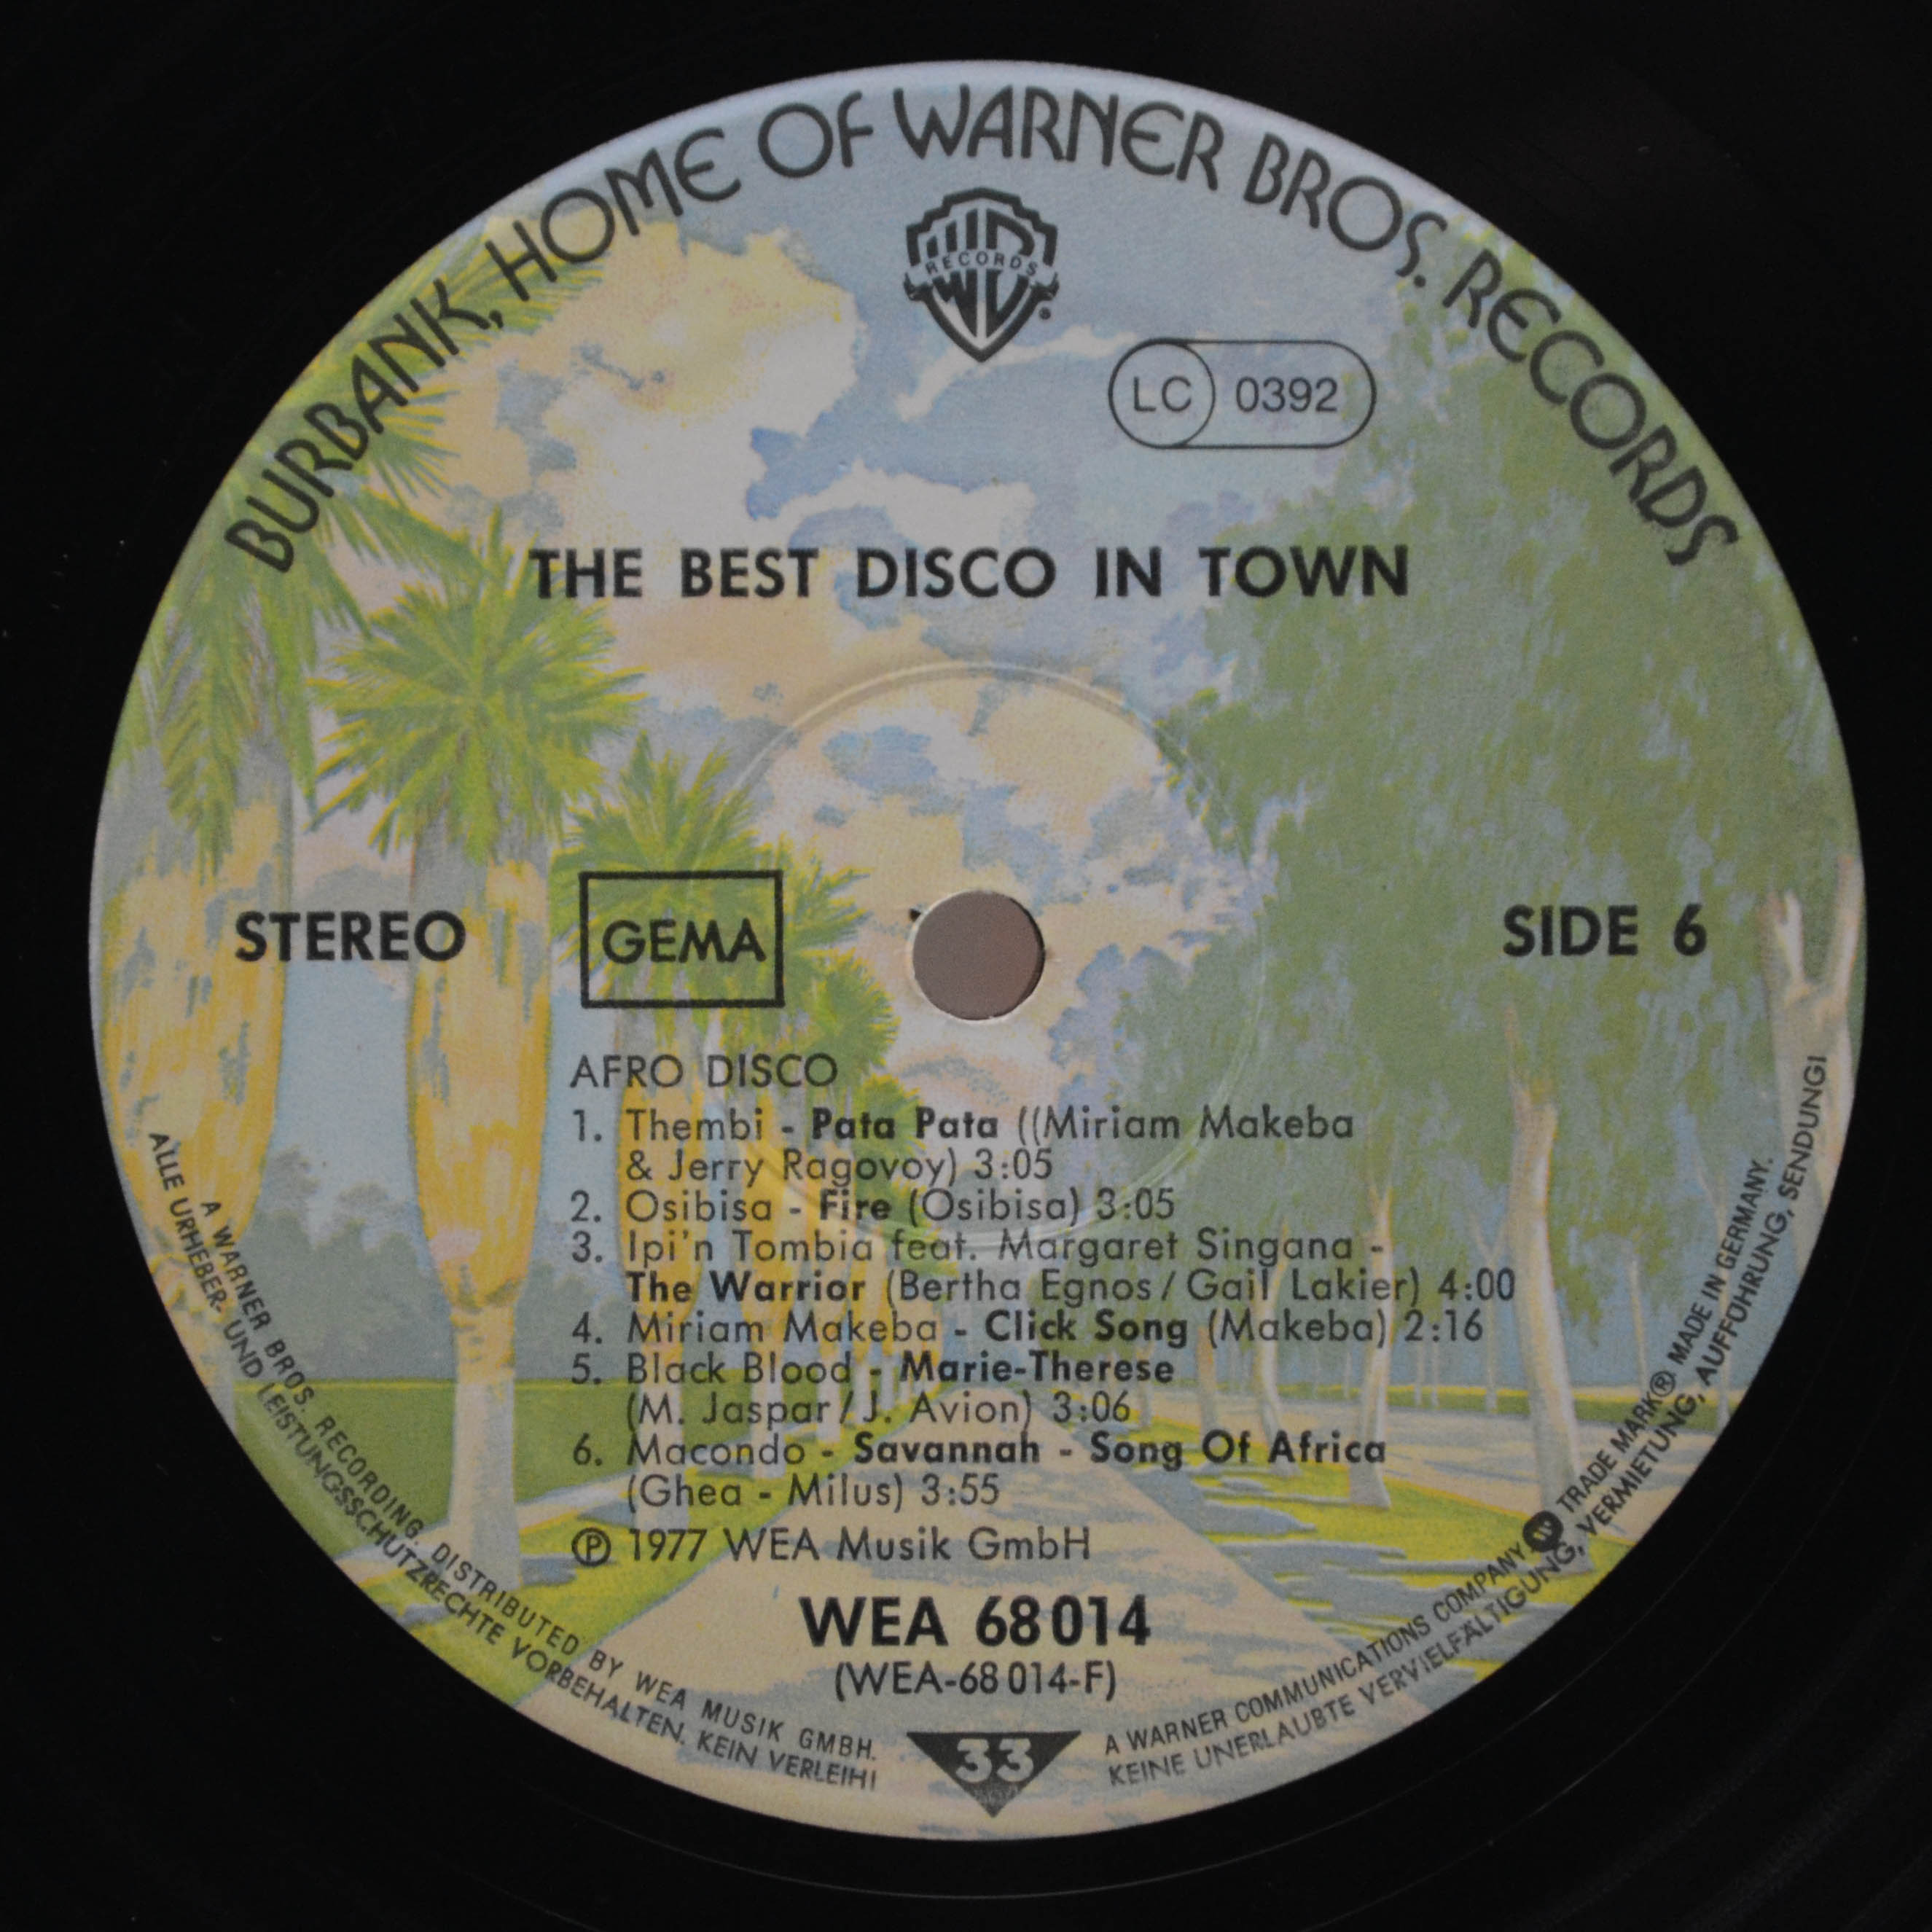 BURBANK, HOME OF WARNER BROS. RECORDS
RECORDS
LC 0392
THE BEST DISCO IN TOWN
STEREO
GEMA
SIDE 6
AFRO DISCO
1. Thembi - Pata Pata ((Miriam Makeba
& Jerry Ragovoy) 3:05
2. Osibisa - Fire (Osibisa) 3:05
3. Ipi'n Tombia feat. Margaret Singana -
The Warrior (Bertha Egnos / Gail Lakier) 4:00
4. Miriam Makeba - Click Song (Makeba) 2:16
5. Black Blood - Marie-Therese
(M. Jaspar / J. Avion) 3:06
6. Macondo - Savannah - Song Of Africa
(Ghea - Milus) 3:55
℗ 1977 WEA Musik GmbH
WEA 68 014
(WEA-68 014-F)
33
A WARNER BROS. RECORDING. DISTRIBUTED BY WEA MUSIK GMBH.
ALLE URHEBER- UND LEISTUNGSSCHUTZRECHTE VORBEHALTEN. KEIN VERLEIH!
A WARNER COMMUNICATIONS COMPANY TRADE MARK® MADE IN GERMANY.
KEINE UNERLAUBTE VERVIELFÄLTIGUNG, VERMIETUNG, AUFFÜHRUNG, SENDUNG!